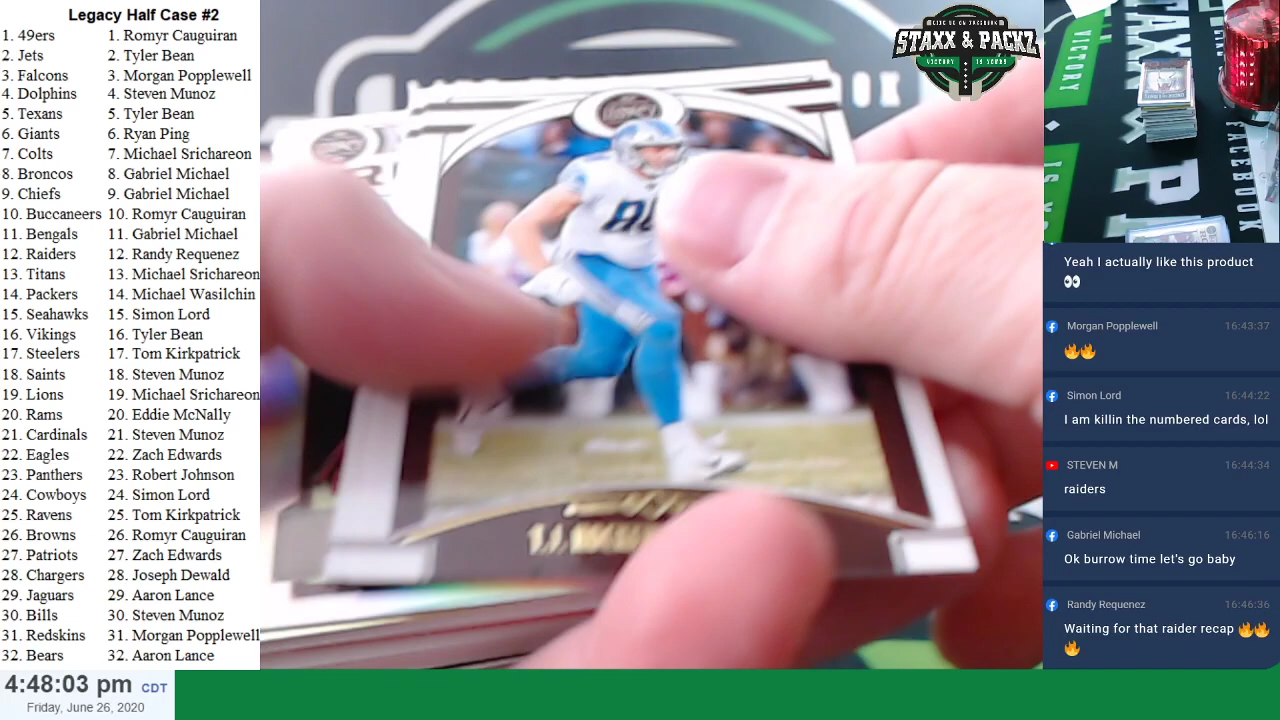 Legacy Half Case #2
1. 49ers 1. Romyr Cauguiran
2. Jets 2. Tyler Bean
3. Falcons 3. Morgan Popplewell
4. Dolphins 4. Steven Munoz
5. Texans 5. Tyler Bean
6. Giants 6. Ryan Ping
7. Colts 7. Michael Srichareon
8. Broncos 8. Gabriel Michael
9. Chiefs 9. Gabriel Michael
10. Buccaneers 10. Romyr Cauguiran
11. Bengals 11. Gabriel Michael
12. Raiders 12. Randy Requenez
13. Titans 13. Michael Srichareon
14. Packers 14. Michael Wasilchin
15. Seahawks 15. Simon Lord
16. Vikings 16. Tyler Bean
17. Steelers 17. Tom Kirkpatrick
18. Saints 18. Steven Munoz
19. Lions 19. Michael Srichareon
20. Rams 20. Eddie McNally
21. Cardinals 21. Steven Munoz
22. Eagles 22. Zach Edwards
23. Panthers 23. Robert Johnson
24. Cowboys 24. Simon Lord
25. Ravens 25. Tom Kirkpatrick
26. Browns 26. Romyr Cauguiran
27. Patriots 27. Zach Edwards
28. Chargers 28. Joseph Dewald
29. Jaguars 29. Aaron Lance
30. Bills 30. Steven Munoz
31. Redskins 31. Morgan Popplewell
32. Bears 32. Aaron Lance
4:48:03 pm CDT
Friday, June 26, 2020
STAXX & PACKZ
VICTORY IS YOURS
BOX
T.J.
VICTORY
STAXX
FACEBOOK
Yeah I actually like this product
👀
Morgan Popplewell 16:43:37
🔥🔥
Simon Lord 16:44:22
I am killin the numbered cards, lol
STEVEN M 16:44:34
raiders
Gabriel Michael 16:46:16
Ok burrow time let's go baby
Randy Requenez 16:46:36
Waiting for that raider recap 🔥🔥
🔥